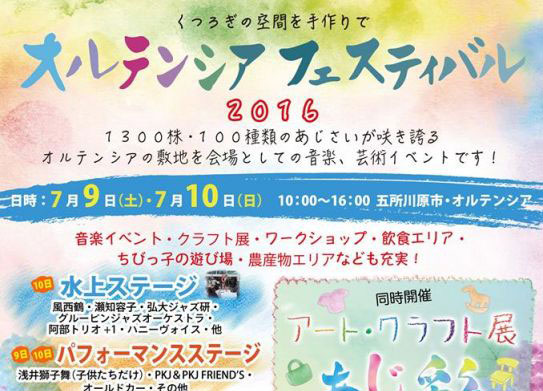 くつろぎの空間を手作りで
オルテンシア フェスティバル
2016
1300株・100種類のあじさいが咲き誇る
オルテンシアの敷地を会場としての音楽、芸術イベントです！
日時：7月9日(土)・7月10日(日) 10:00～16:00 五所川原市・オルテンシア
音楽イベント・クラフト展・ワークショップ・飲食エリア・
ちびっ子の遊び場・農産物エリアなども充実！
10日 水上ステージ
風西鶴・瀬知容子・弘大ジャズ研・
グルービンジャズオーケストラ・
阿部トリオ+1・ハニーヴォイス・他
9日 10日 パフォーマンスステージ
浅井獅子舞(子供たちだけ)・PKJ＆PKJ FRIEND'S・
オールドカー・その他
同時開催
アート・クラフト展